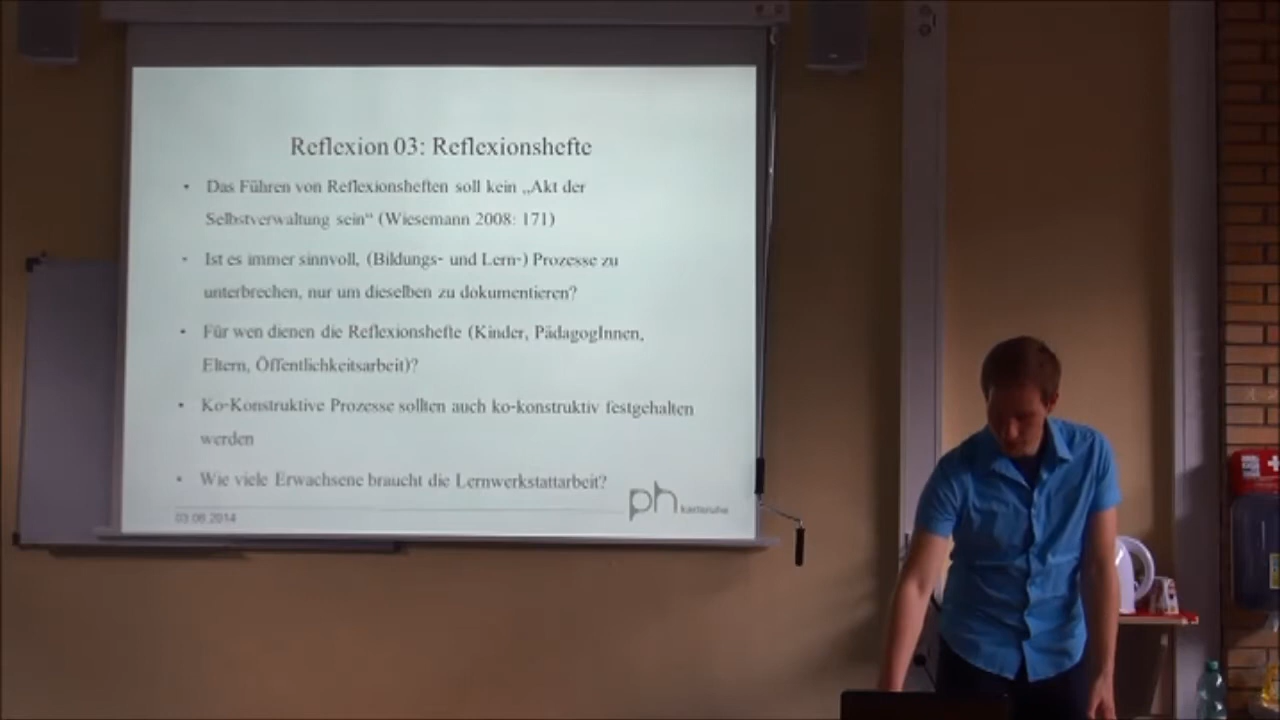 Reflexion 03: Reflexionshefte
• Das Führen von Reflexionsheften soll kein „Akt der
Selbstverwaltung sein“ (Wiesemann 2008: 171)
• Ist es immer sinnvoll, (Bildungs- und Lern-) Prozesse zu
unterbrechen, nur um dieselben zu dokumentieren?
• Für wen dienen die Reflexionshefte (Kinder, PädagogInnen,
Eltern, Öffentlichkeitsarbeit)?
• Ko-Konstruktive Prozesse sollten auch ko-konstruktiv festgehalten
werden
• Wie viele Erwachsene braucht die Lernwerkstattarbeit?
03.06.2014
ph karlsruhe